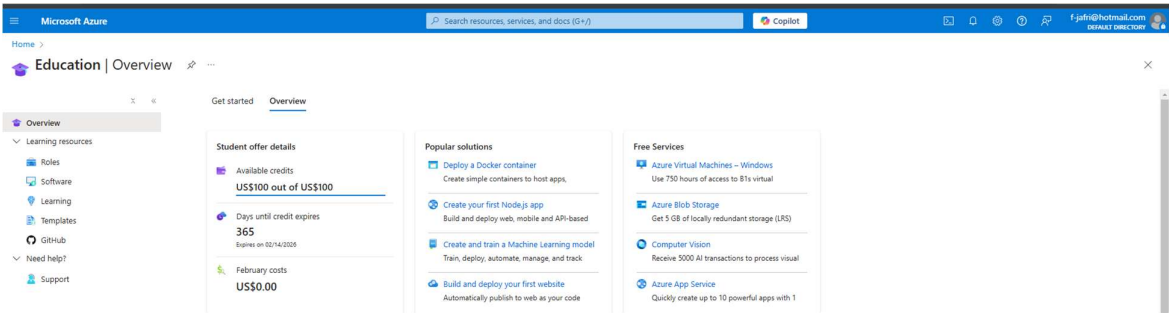 Microsoft Azure
Search resources, services, and docs (G+/)
Copilot
f-jafri@hotmail.com
DEFAULT DIRECTORY
Home >
Education | Overview
Get started
Overview
Overview
Learning resources
Roles
Software
Learning
Templates
GitHub
Need help?
Support
Student offer details
Available credits
US$100 out of US$100
Days until credit expires
365
Expires on 02/14/2026
February costs
US$0.00
Popular solutions
Deploy a Docker container
Create simple containers to host apps,
Create your first Node.js app
Build and deploy web, mobile and API-based
Create and train a Machine Learning model
Train, deploy, automate, manage, and track
Build and deploy your first website
Automatically publish to web as your code
Free Services
Azure Virtual Machines – Windows
Use 750 hours of access to B1s virtual
Azure Blob Storage
Get 5 GB of locally redundant storage (LRS)
Computer Vision
Receive 5000 AI transactions to process visual
Azure App Service
Quickly create up to 10 powerful apps with 1